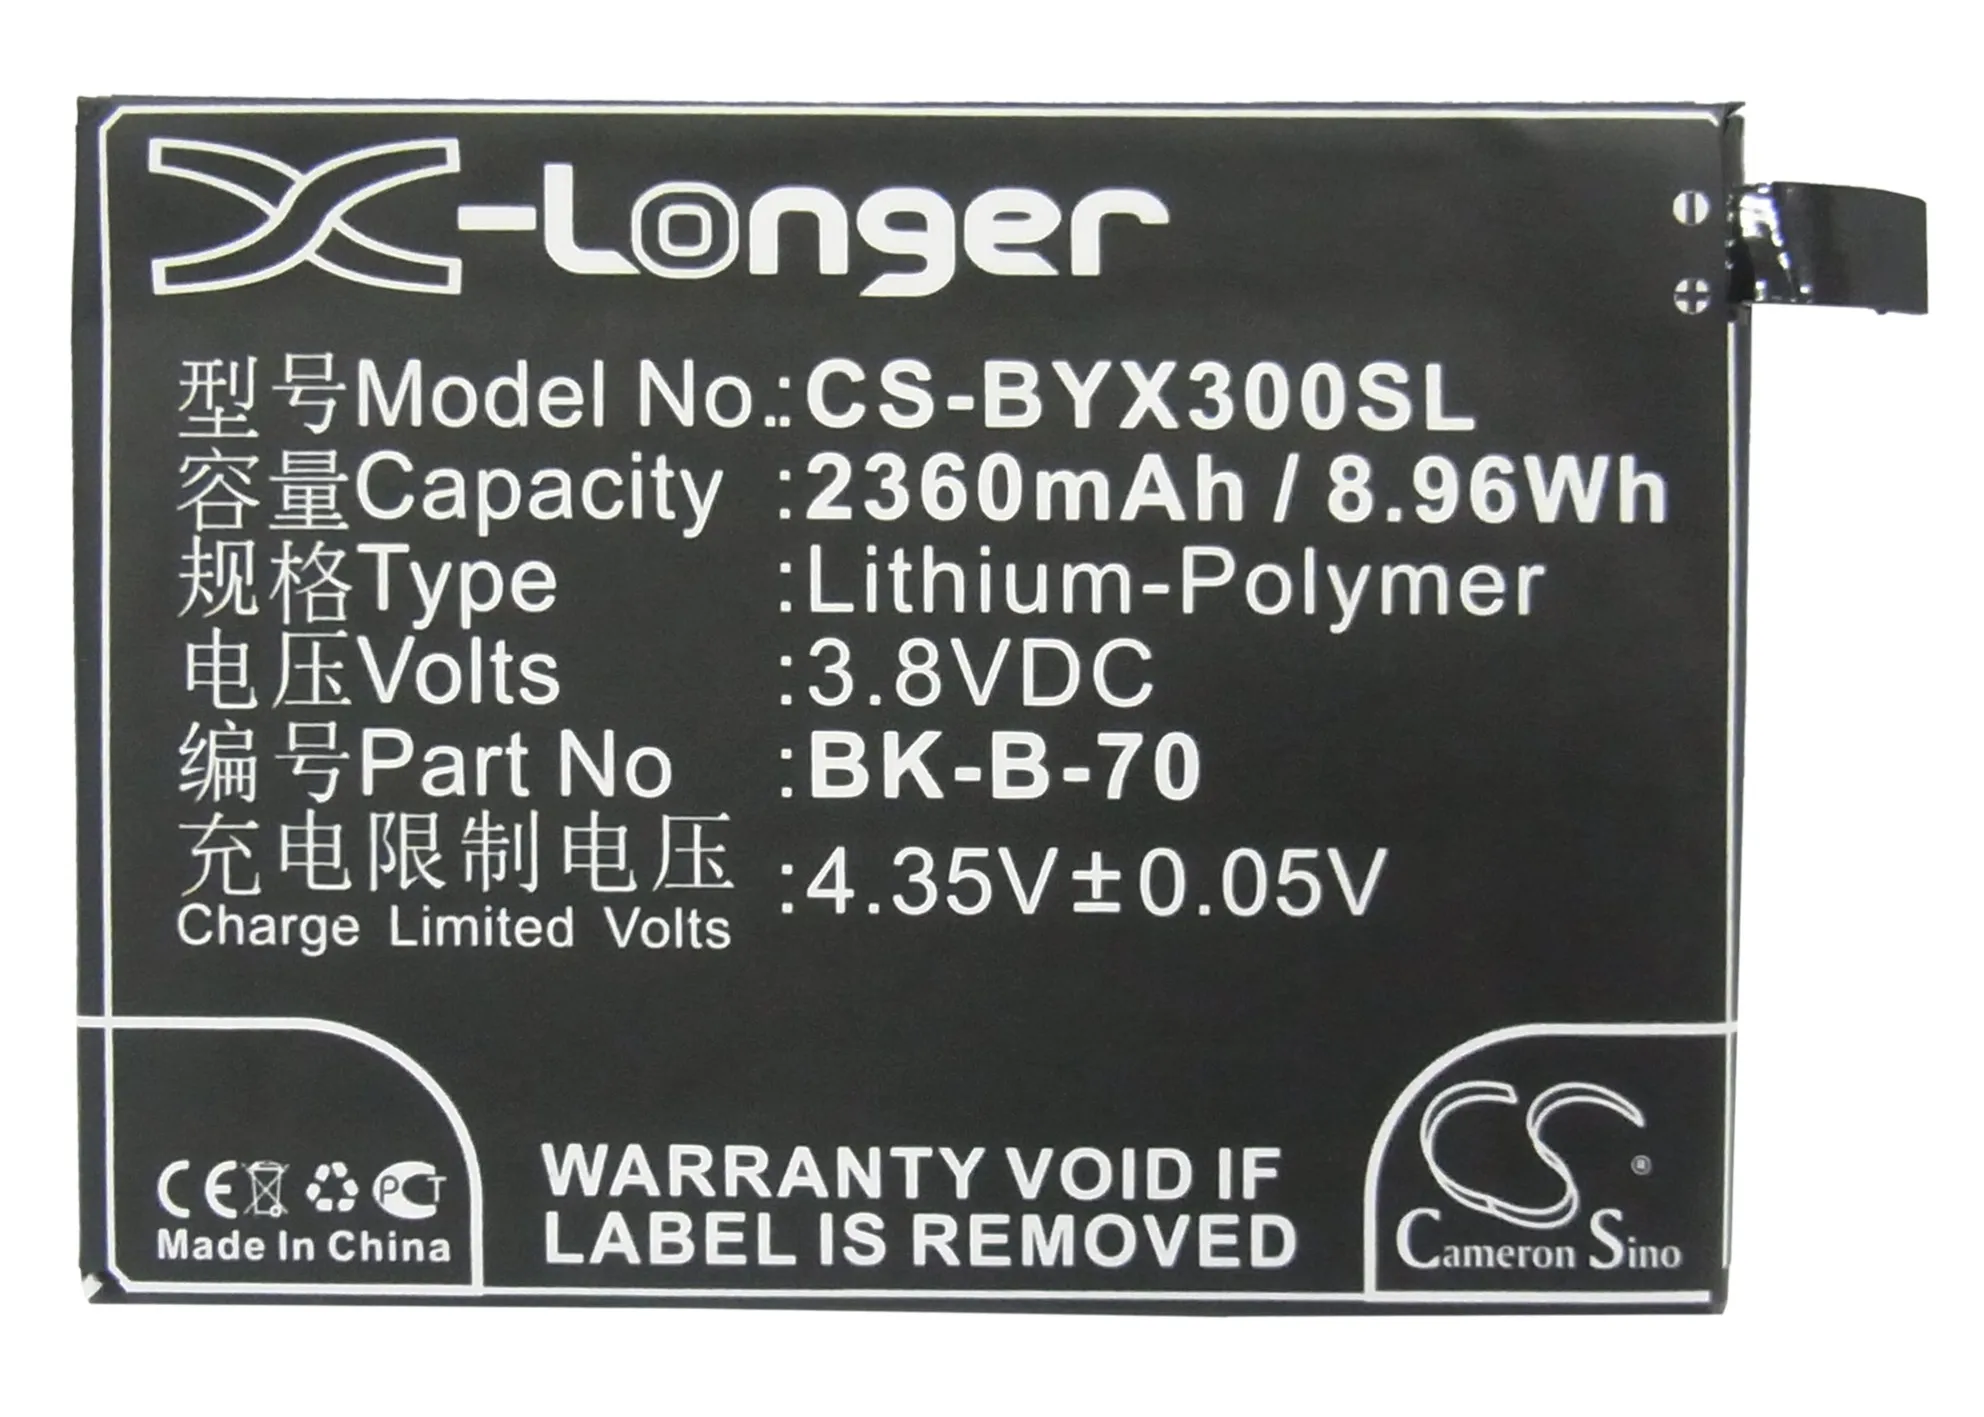 X-Longer
型号Model No.:CS-BYX300SL
容量Capacity :2360mAh / 8.96Wh
规格Type :Lithium-Polymer
电压Volts :3.8VDC
编号Part No :BK-B-70
充电限制电压 :4.35V±0.05V
Charge Limited Volts
CE PCT
Made In China
WARRANTY VOID IF
LABEL IS REMOVED
CS ®
Cameron Sino